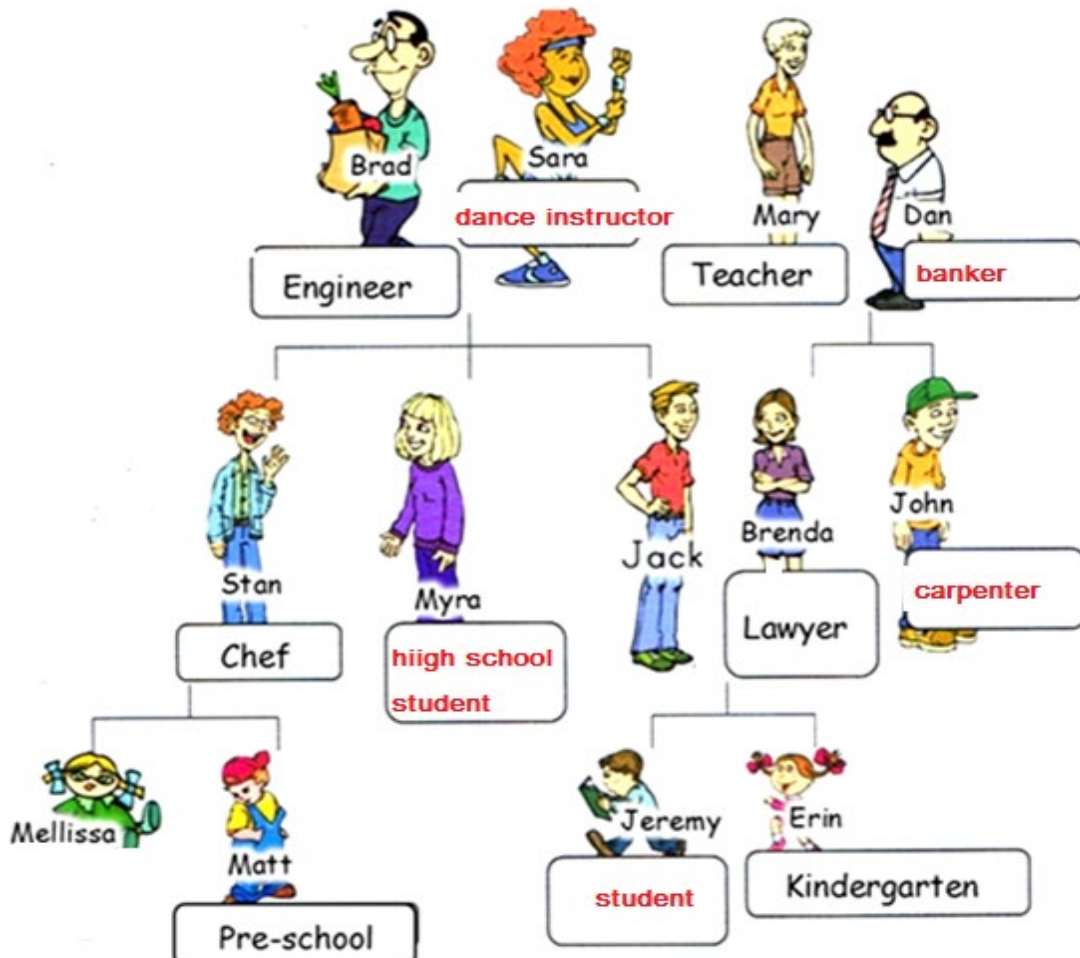 Brad
Sara
Mary
Dan
dance instructor
Engineer
Teacher
banker
Stan
Myra
Jack
Brenda
John
Chef
hiigh school
student
Lawyer
carpenter
Mellissa
Matt
Jeremy
Erin
Pre-school
student
Kindergarten